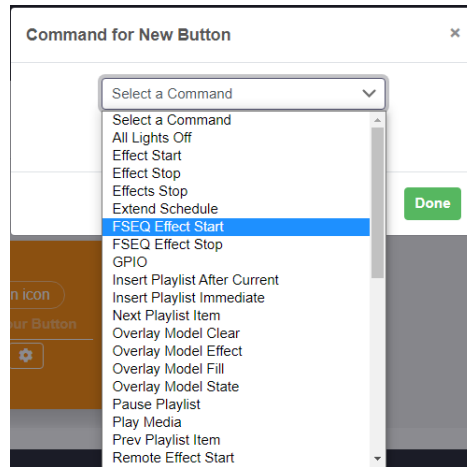 Command for New Button ×
Select a Command
Select a Command
All Lights Off
Effect Start
Effect Stop
Effects Stop
Extend Schedule
Done
FSEQ Effect Start
FSEQ Effect Stop
GPIO
Insert Playlist After Current
n icon
Insert Playlist Immediate
Next Playlist Item
our Button
Overlay Model Clear
Overlay Model Effect
Overlay Model Fill
Overlay Model State
Pause Playlist
Play Media
Prev Playlist Item
Remote Effect Start